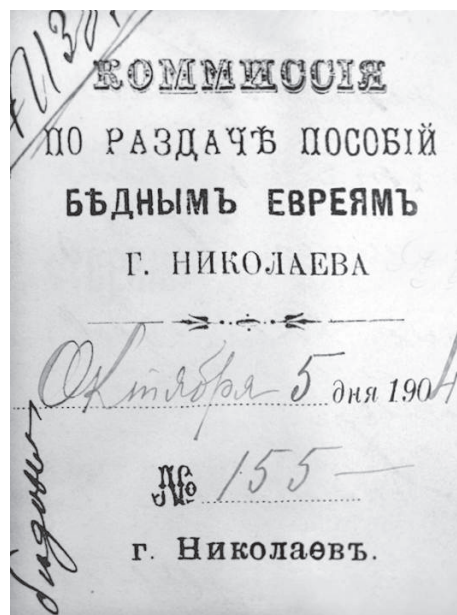 КОММИССІЯ
ПО РАЗДАЧѢ ПОСОБІЙ
БѢДНЫМЪ ЕВРЕЯМЪ
Г. НИКОЛАЕВА
Октября 5 дня 1904
№ 155
г. Николаевъ.